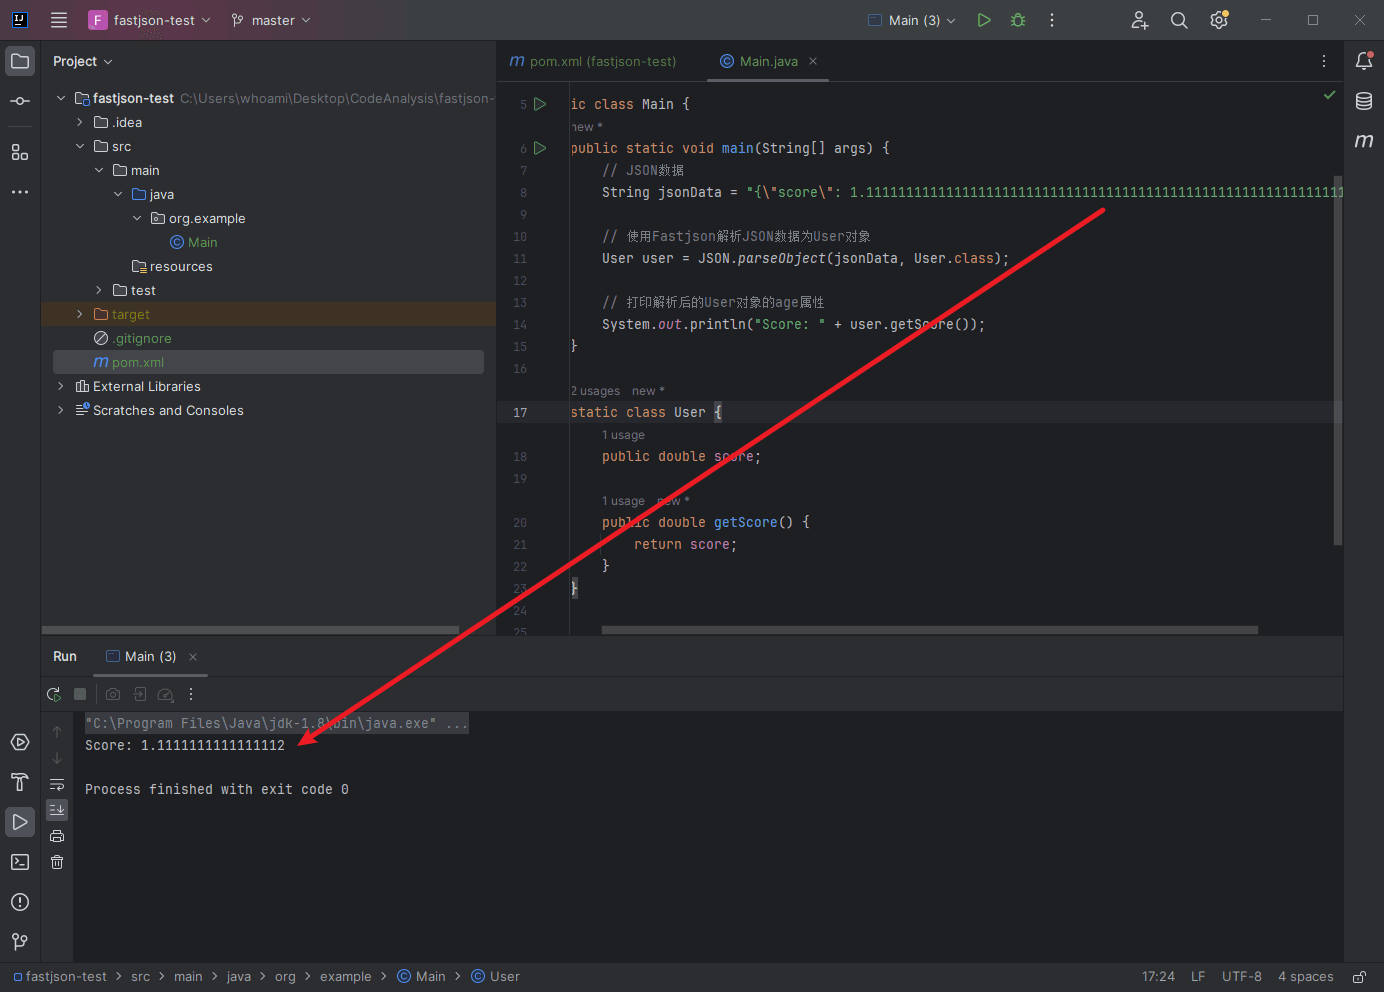 fastjson-test
master
Main (3)
Project
pom.xml (fastjson-test)
Main.java
fastjson-test C:\Users\whoami\Desktop\CodeAnalysis\fastjson-
.idea
src
main
java
org.example
Main
resources
test
target
.gitignore
pom.xml
External Libraries
Scratches and Consoles
5 ic class Main {
new *
6 public static void main(String[] args) {
7 // JSON数据
8 String jsonData = "{\"score\": 1.1111111111111111111111111111111111111111111111111111111111111
9
10 // 使用Fastjson解析JSON数据为User对象
11 User user = JSON.parseObject(jsonData, User.class);
12
13 // 打印解析后的User对象的age属性
14 System.out.println("Score: " + user.getScore());
15 }
16
2 usages new *
17 static class User {
1 usage
18 public double score;
19
1 usage new *
20 public double getScore() {
21 return score;
22 }
23 }
24
25
Run Main (3)
"C:\Program Files\Java\jdk-1.8\bin\java.exe" ...
Score: 1.1111111111111112
Process finished with exit code 0
fastjson-test > src > main > java > org > example > Main > User
17:24 LF UTF-8 4 spaces